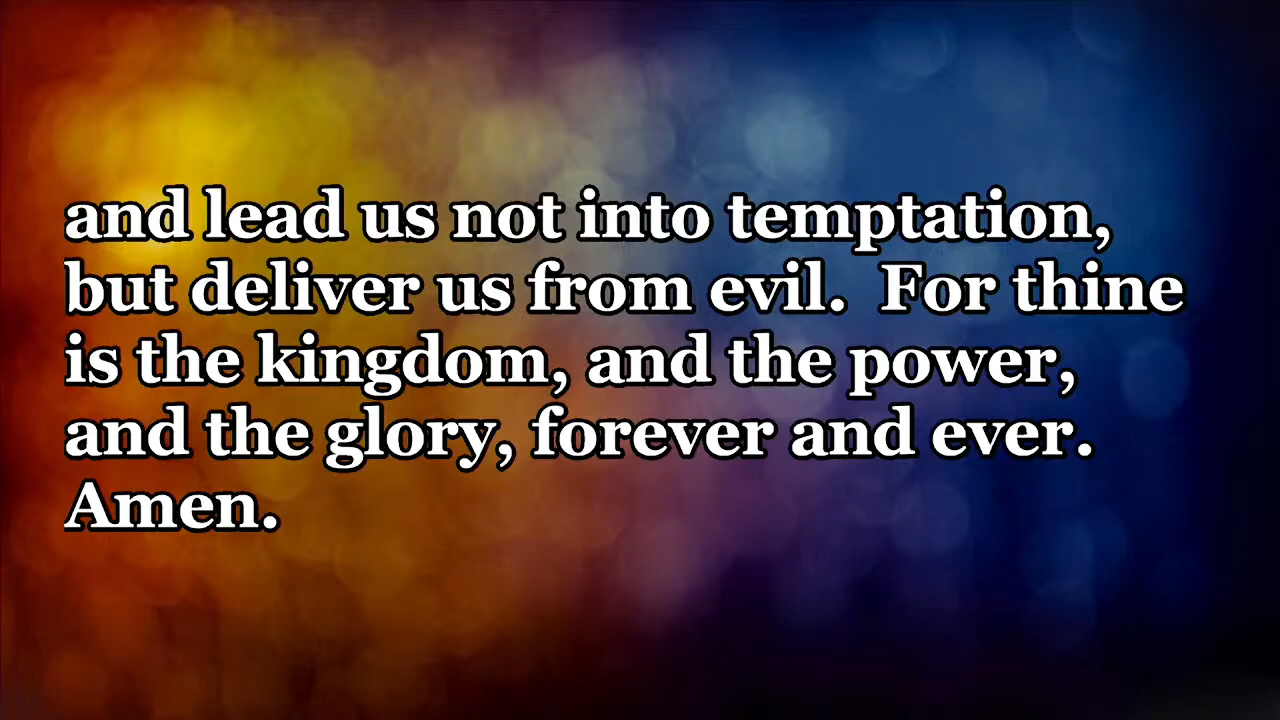 and lead us not into temptation,
but deliver us from evil.  For thine
is the kingdom, and the power,
and the glory, forever and ever.
Amen.